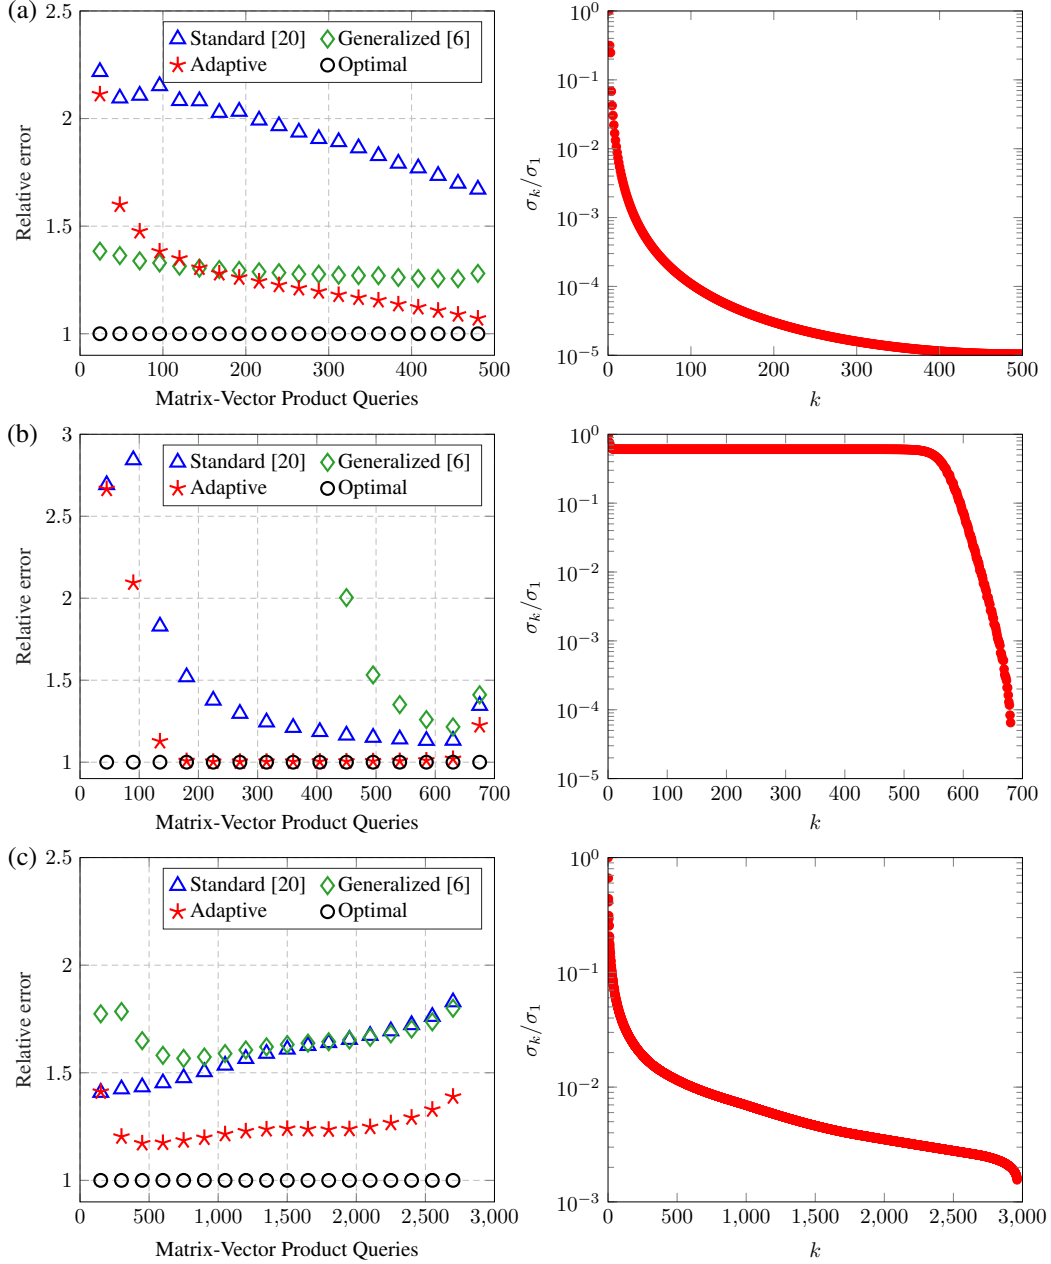 (a)
2.5
2
1.5
1
Relative error
Standard [20]
Generalized [6]
Adaptive
Optimal
0
100
200
300
400
500
Matrix-Vector Product Queries
10^0
10^-1
10^-2
10^-3
10^-4
10^-5
σ_k/σ_1
0
100
200
300
400
500
k
(b)
3
2.5
2
1.5
1
Relative error
Standard [20]
Generalized [6]
Adaptive
Optimal
0
100
200
300
400
500
600
700
Matrix-Vector Product Queries
10^0
10^-1
10^-2
10^-3
10^-4
10^-5
σ_k/σ_1
0
100
200
300
400
500
600
700
k
(c)
2.5
2
1.5
1
Relative error
Standard [20]
Generalized [6]
Adaptive
Optimal
0
500
1,000
1,500
2,000
2,500
3,000
Matrix-Vector Product Queries
10^0
10^-1
10^-2
10^-3
σ_k/σ_1
0
500
1,000
1,500
2,000
2,500
3,000
k